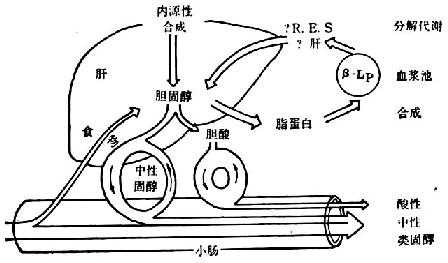 内源性
合成
?R.E.S
?肝
分解代谢
肝
β-LP
血浆池
胆固醇
脂蛋白
合成
食物
胆酸
中性
固醇
酸性
中性
类固醇
小肠